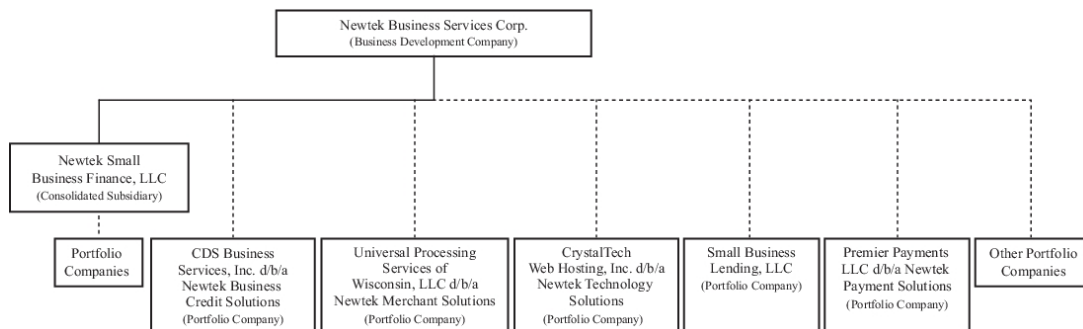 Newtek Business Services Corp.
(Business Development Company)
Newtek Small
Business Finance, LLC
(Consolidated Subsidiary)
Portfolio
Companies
CDS Business
Services, Inc. d/b/a
Newtek Business
Credit Solutions
(Portfolio Company)
Universal Processing
Services of
Wisconsin, LLC d/b/a
Newtek Merchant Solutions
(Portfolio Company)
CrystalTech
Web Hosting, Inc. d/b/a
Newtek Technology
Solutions
(Portfolio Company)
Small Business
Lending, LLC
(Portfolio Company)
Premier Payments
LLC d/b/a Newtek
Payment Solutions
(Portfolio Company)
Other Portfolio
Companies